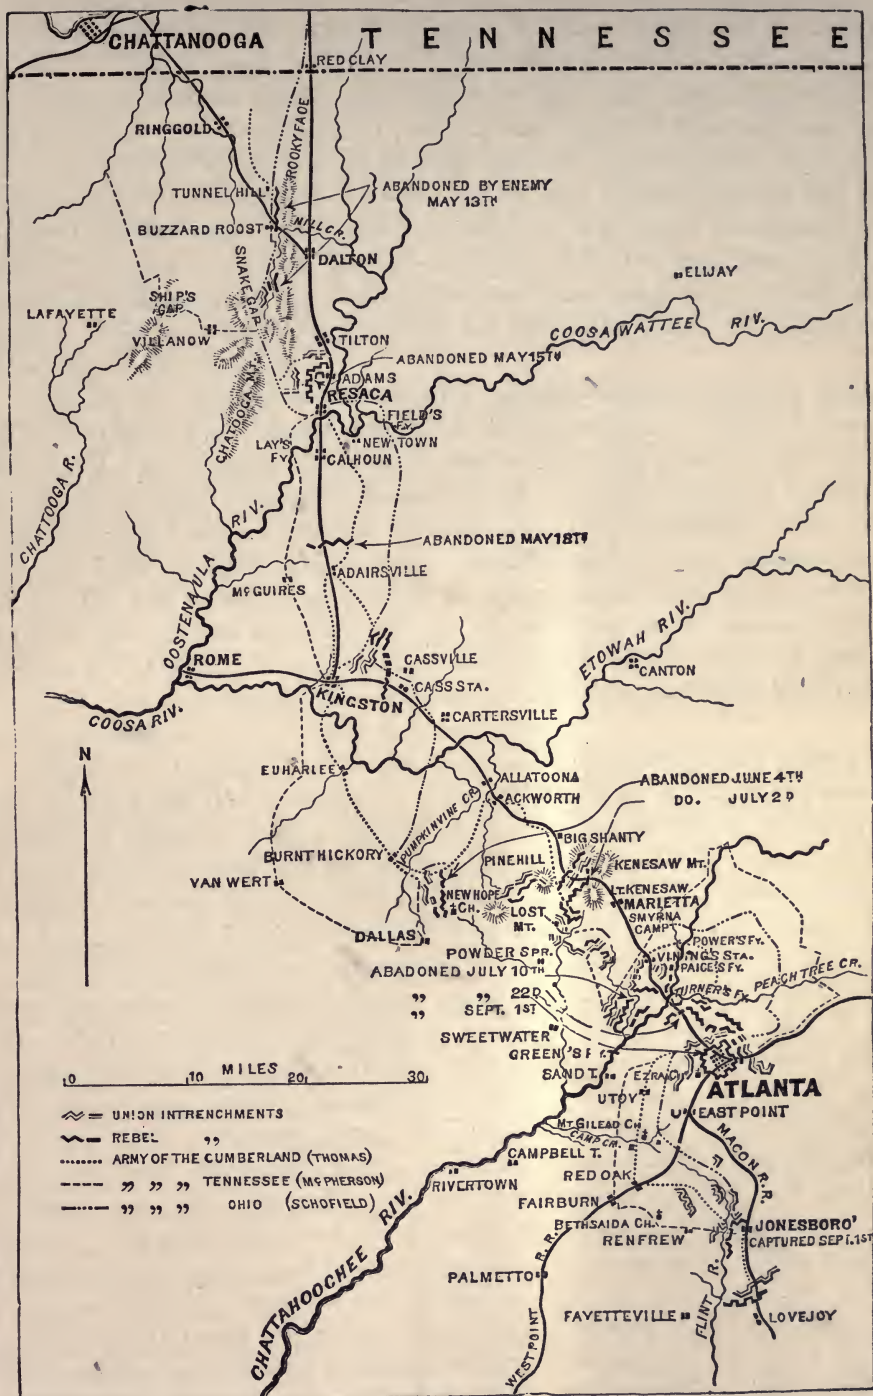 CHATTANOOGA
TENNESSEE
RED CLAY
RINGGOLD
ROCKY FACE
TUNNEL HILL
ABANDONED BY ENEMY
MAY 13TH
BUZZARD ROOST
MILL CR.
DALTON
SNAKE GAP
ELIJAY
SHIP'S
GAP
LAFAYETTE
VILLANOW
COOSAWATTEE RIV.
TILTON
ABANDONED MAY 15TH
ADAMS
RESACA
CHATOOGA MT.
FIELD'S
FY.
LAY'S
FY.
NEW TOWN
CALHOUN
CHATTOOGA R.
OOSTENAULA RIV.
ABANDONED MAY 18TH
ADAIRSVILLE
McGUIRES
ETOWAH RIV.
ROME
CASSVILLE
CANTON
CASS STA.
KINGSTON
COOSA RIV.
CARTERSVILLE
N
EUHARLEE
ALLATOONA
ABANDONED JUNE 4TH
ACKWORTH
DO. JULY 2D
PUMPKINVINE CR.
BIG SHANTY
BURNT HICKORY
PINE HILL
KENESAW MT.
VAN WERT
NEW HOPE
CH.
LT. KENESAW
MARIETTA
LOST
MT.
SMYRNA
CAMP
DALLAS
POWER'S FY.
POWDER SPR.
VINING'S STA.
PAICE'S FY.
ABADONED JULY 10TH
TURNER'S FY.
PEACHTREE CR.
" " 22D
" SEPT. 1ST
SWEETWATER
GREEN'S F
MILES
0 10 20 30
SAND T.
EZRA CH.
ATLANTA
UTOY
EAST POINT
UNION INTRENCHMENTS
REBEL "
MT. GILEAD CH.
CAMP CR.
MACON R.R.
ARMY OF THE CUMBERLAND (THOMAS)
CAMPBELL T.
" " " TENNESSEE (McPHERSON)
RIVERTOWN
RED OAK
" " " OHIO (SCHOFIELD)
FAIRBURN
BETHSAIDA CH.
RENFREW
JONESBORO'
CAPTURED SEPT. 1ST
CHATTAHOOCHEE RIV.
PALMETTO
WEST POINT R.R.
FAYETTEVILLE
FLINT R.
LOVEJOY